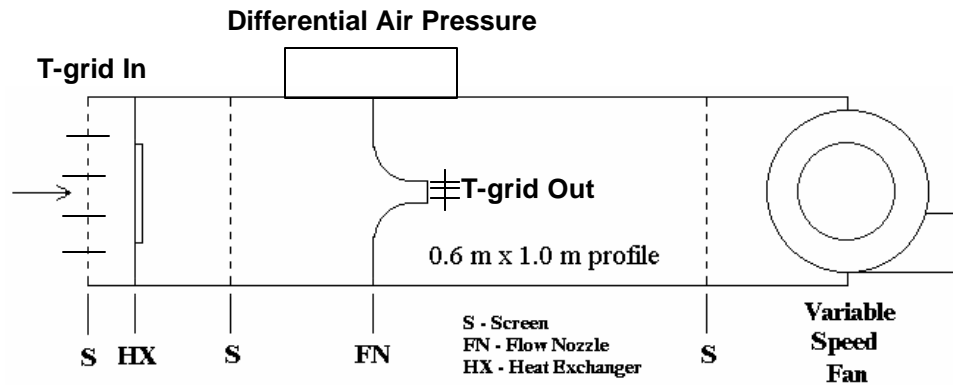 Differential Air Pressure
T-grid In
T-grid Out
0.6 m x 1.0 m profile
S
HX
S
FN
S - Screen
FN - Flow Nozzle
HX - Heat Exchanger
S
Variable
Speed
Fan